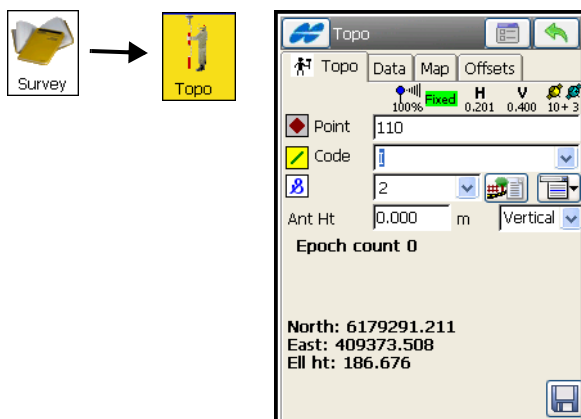 Survey
Topo
Topo
Topo Data Map Offsets
100% Fixed H 0.201 V 0.400 10+3
Point 110
Code
2
Ant Ht 0.000 m Vertical
Epoch count 0
North: 6179291.211
East: 409373.508
Ell ht: 186.676